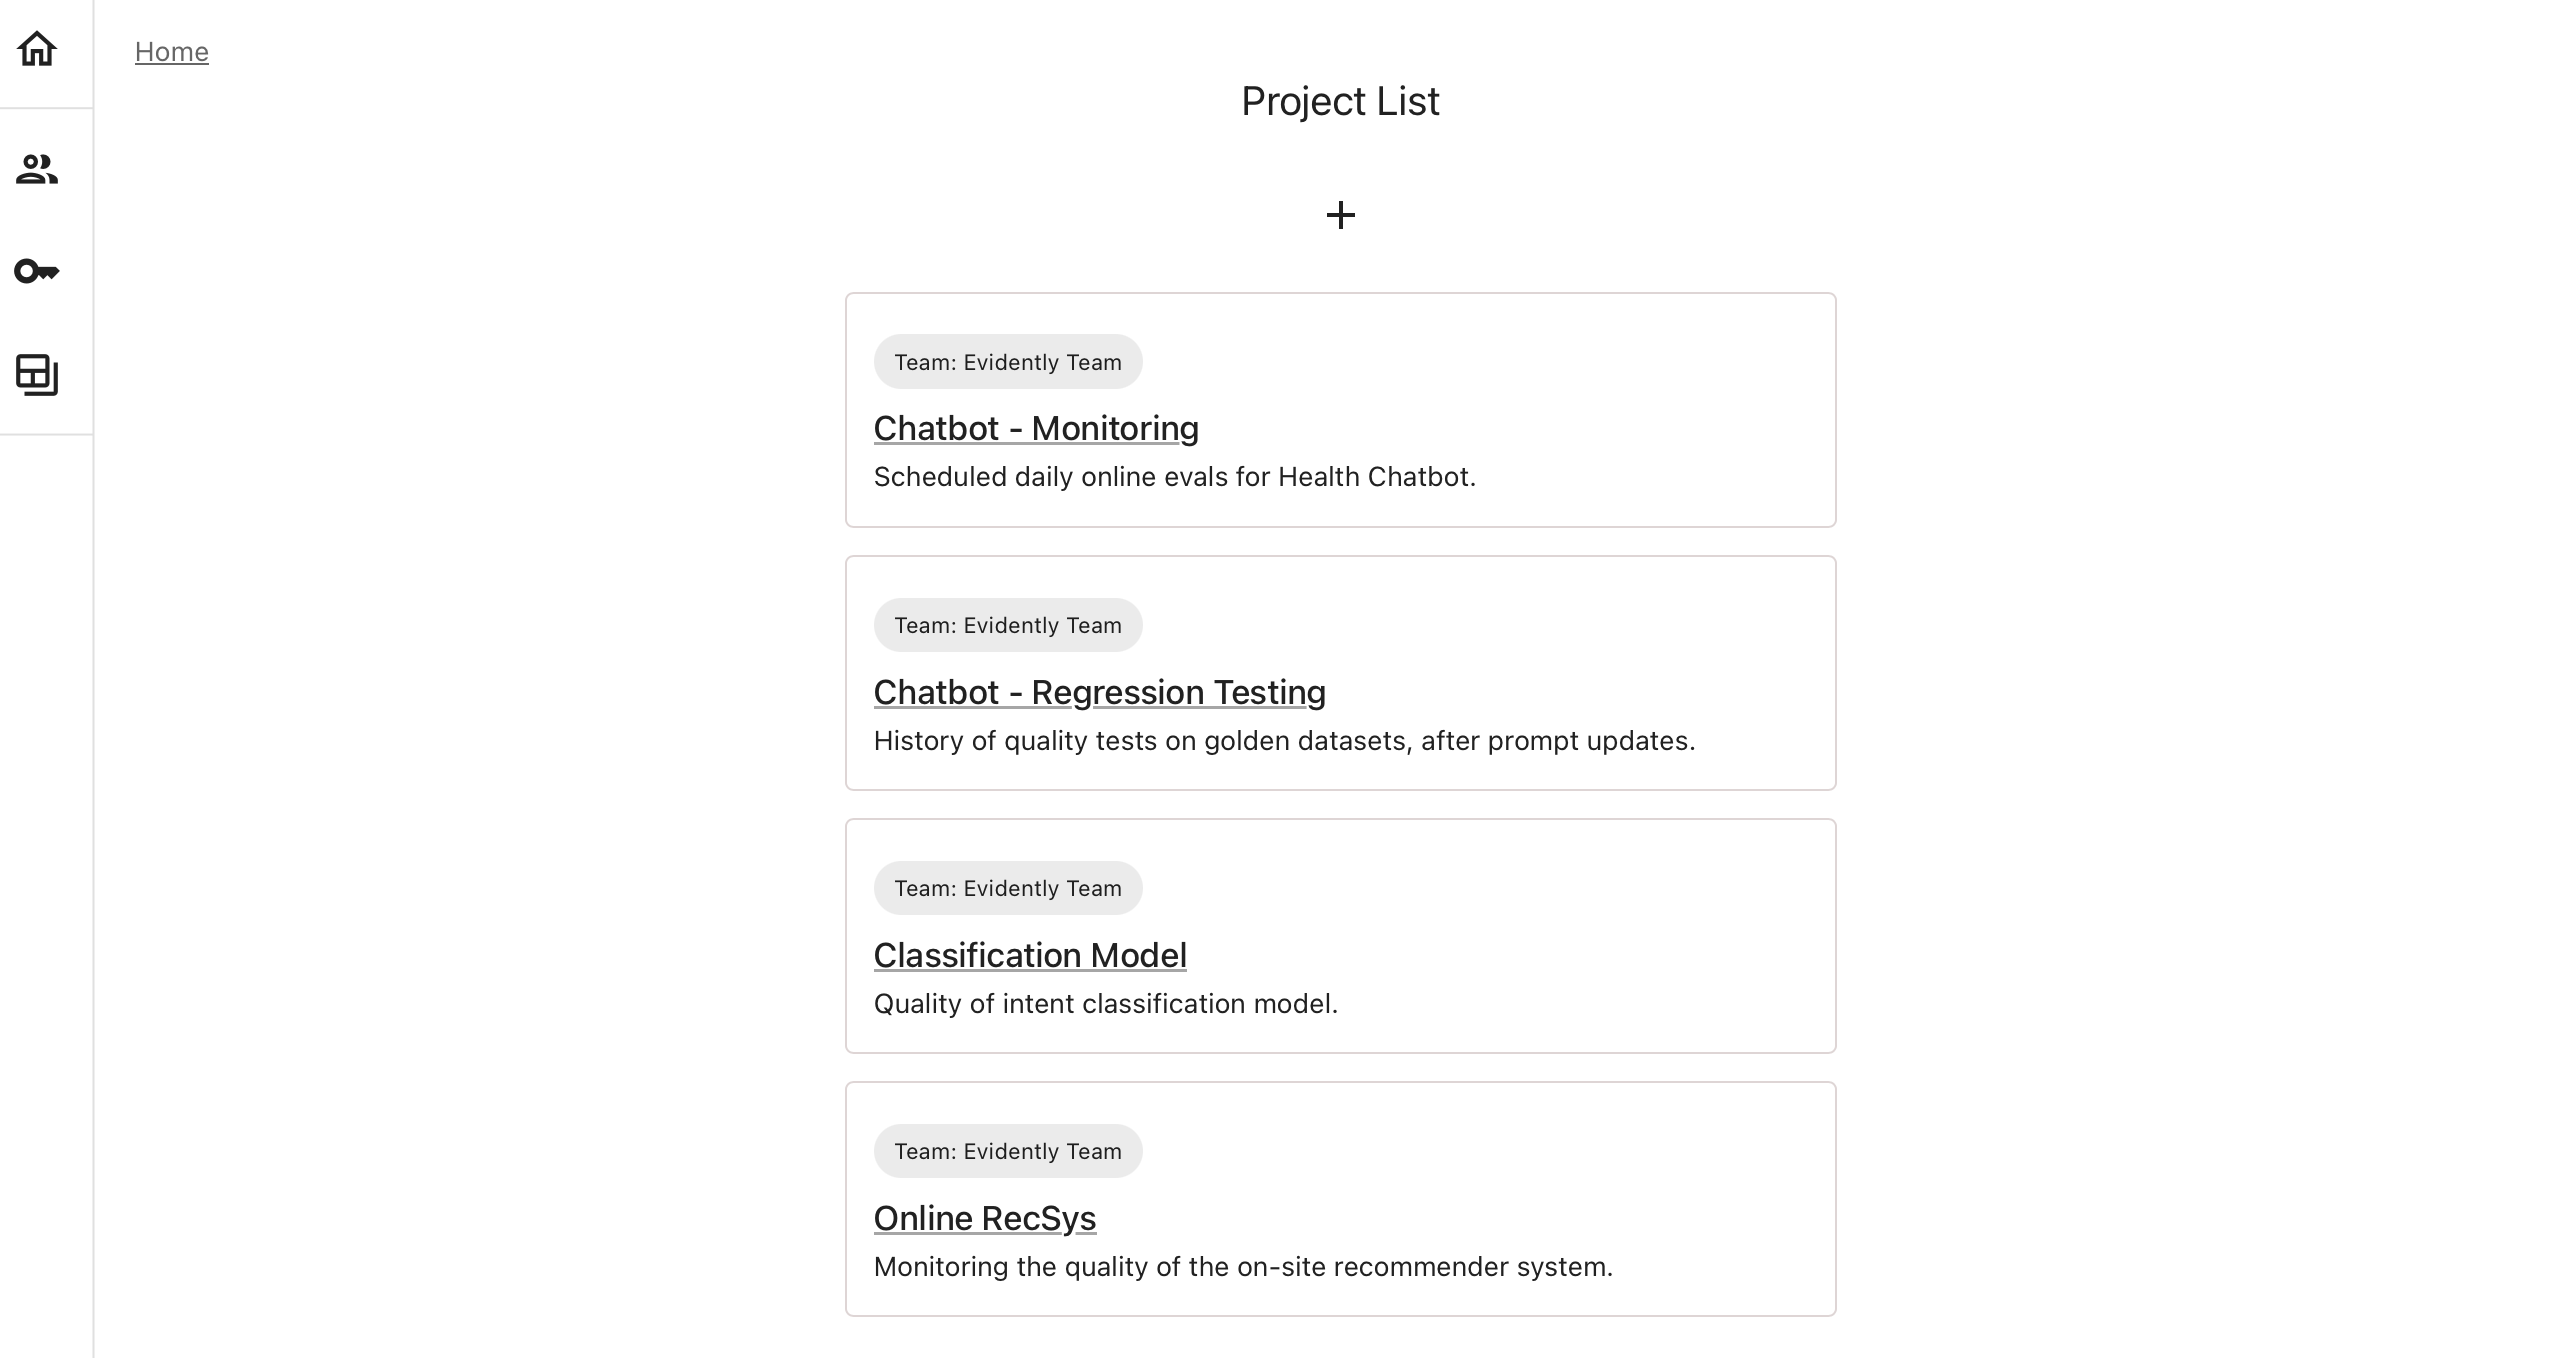 Home
Project List
Team: Evidently Team
Chatbot - Monitoring
Scheduled daily online evals for Health Chatbot.
Team: Evidently Team
Chatbot - Regression Testing
History of quality tests on golden datasets, after prompt updates.
Team: Evidently Team
Classification Model
Quality of intent classification model.
Team: Evidently Team
Online RecSys
Monitoring the quality of the on-site recommender system.